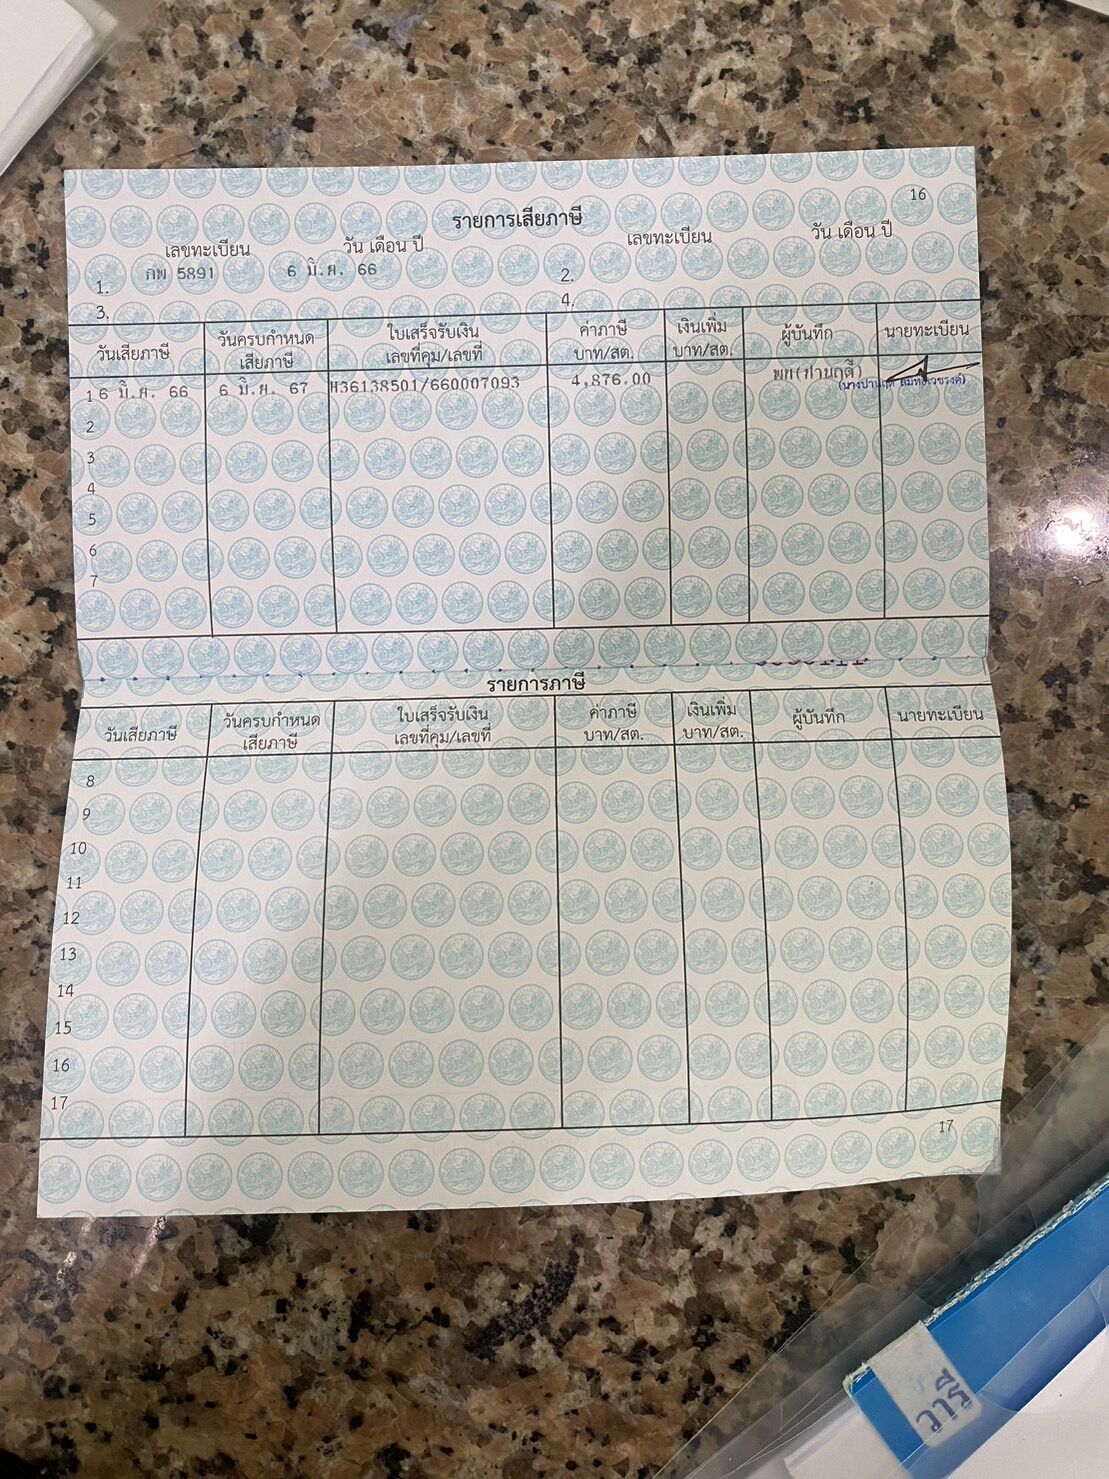 16
รายการเสียภาษี
เลขทะเบียน วัน เดือน ปี เลขทะเบียน วัน เดือน ปี
1. กพ 5891 6 มิ.ย. 66 2.
3. 4.
วันเสียภาษี วันครบกำหนดเสียภาษี ใบเสร็จรับเงิน เลขที่คุม/เลขที่ ค่าภาษี บาท/สต. เงินเพิ่ม บาท/สต. ผู้บันทึก นายทะเบียน
1 6 มิ.ย. 66 6 มิ.ย. 67 H36138501/660007093 4,876.00
2
3
4
5
6
7
รายการภาษี
วันเสียภาษี วันครบกำหนดเสียภาษี ใบเสร็จรับเงิน เลขที่คุม/เลขที่ ค่าภาษี บาท/สต. เงินเพิ่ม บาท/สต. ผู้บันทึก นายทะเบียน
8
9
10
11
12
13
14
15
16
17
17
วารี